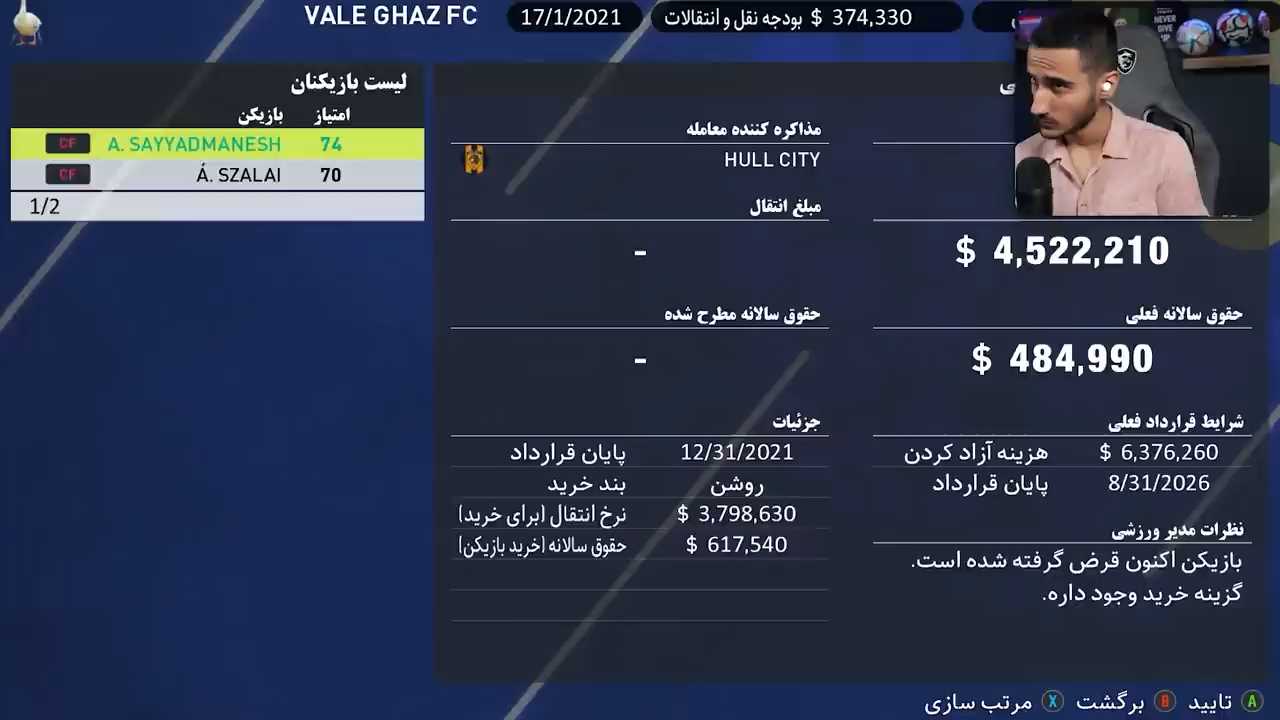 VALE GHAZ FC
17/1/2021
بودجه نقل و انتقالات $ 374,330
NEVER GIVE UP
لیست بازیکنان
بازیکن امتیاز
CF A. SAYYADMANESH 74
CF Á. SZALAI 70
1/2
مذاکره کننده معامله
HULL CITY
مبلغ انتقال
-
$ 4,522,210
حقوق سالانه مطرح شده
-
حقوق سالانه فعلی
$ 484,990
جزئیات
پایان قرارداد 12/31/2021
بند خرید روشن
نرخ انتقال (برای خرید) $ 3,798,630
حقوق سالانه (خرید بازیکن) $ 617,540
شرایط قرارداد فعلی
هزینه آزاد کردن $ 6,376,260
پایان قرارداد 8/31/2026
نظرات مدیر ورزشی
بازیکن اکنون قرض گرفته شده است.
گزینه خرید وجود داره.
A تایید B برگشت X مرتب سازی